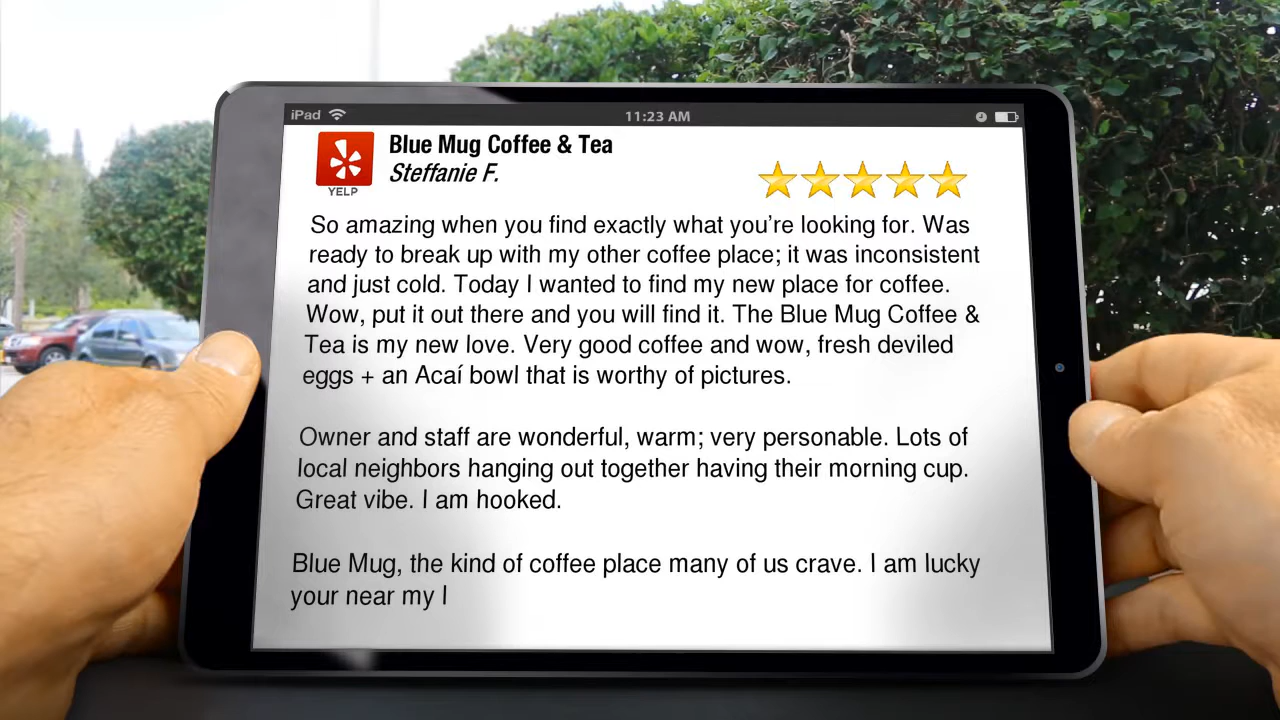 iPad
11:23 AM
YELP
Blue Mug Coffee & Tea
Steffanie F.
So amazing when you find exactly what you’re looking for. Was
ready to break up with my other coffee place; it was inconsistent
and just cold. Today I wanted to find my new place for coffee.
Wow, put it out there and you will find it. The Blue Mug Coffee &
Tea is my new love. Very good coffee and wow, fresh deviled
eggs + an Acaí bowl that is worthy of pictures.
Owner and staff are wonderful, warm; very personable. Lots of
local neighbors hanging out together having their morning cup.
Great vibe. I am hooked.
Blue Mug, the kind of coffee place many of us crave. I am lucky
your near my l